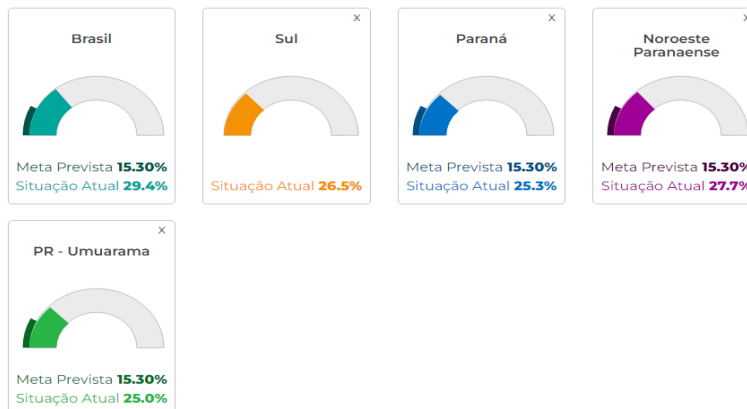 Brasil
Meta Prevista 15.30%
Situação Atual 29.4%
x
Sul
Situação Atual 26.5%
x
Paraná
Meta Prevista 15.30%
Situação Atual 25.3%
x
Noroeste
Paranaense
Meta Prevista 15.30%
Situação Atual 27.7%
x
PR - Umuarama
Meta Prevista 15.30%
Situação Atual 25.0%